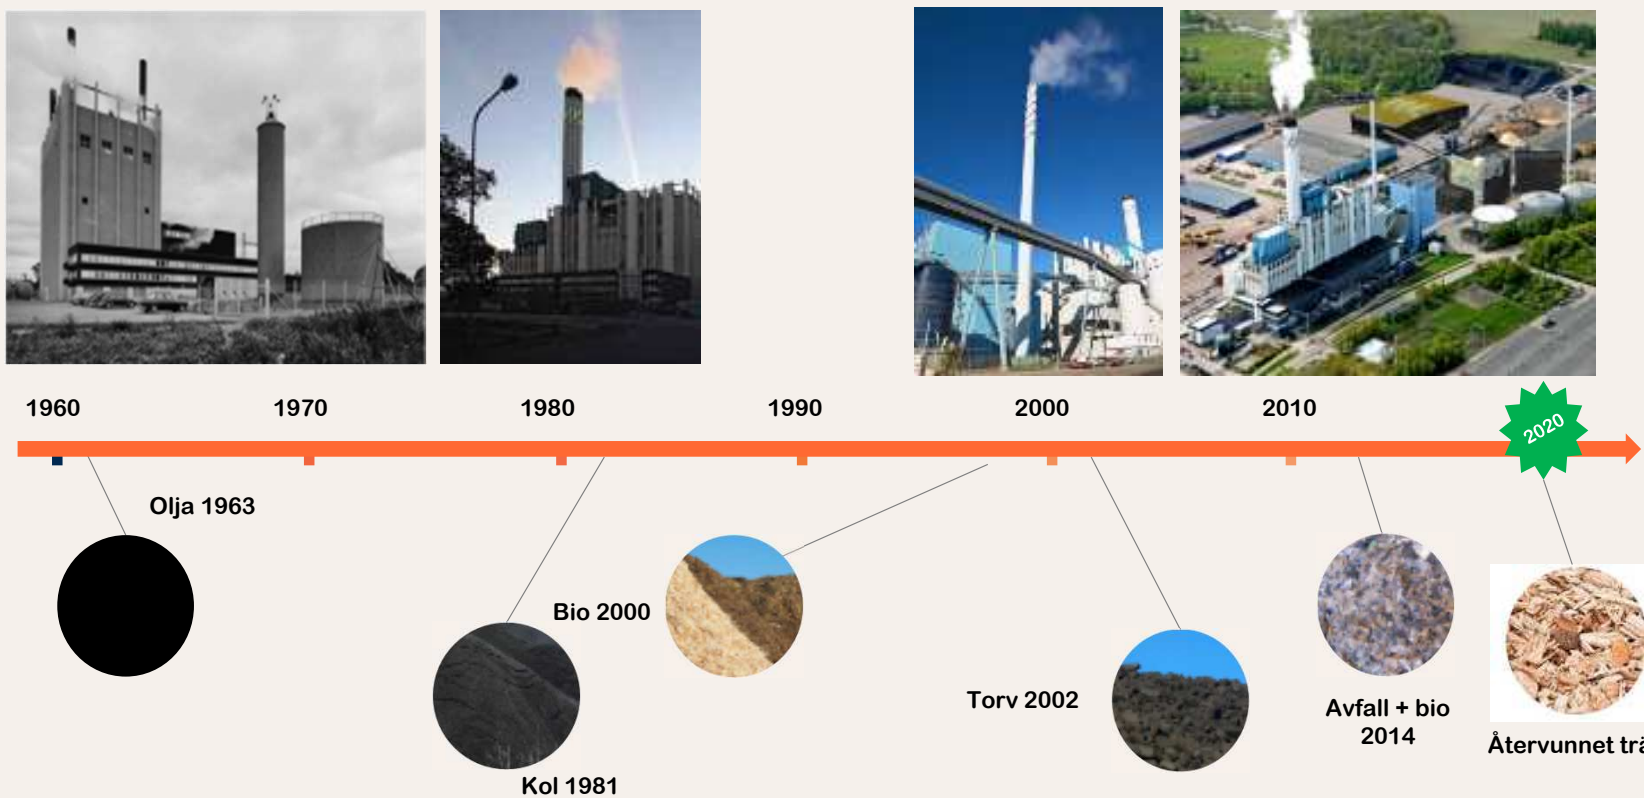 1960
1970
1980
1990
2000
2010
2020
Olja 1963
Bio 2000
Kol 1981
Torv 2002
Avfall + bio
2014
Återvunnet trä